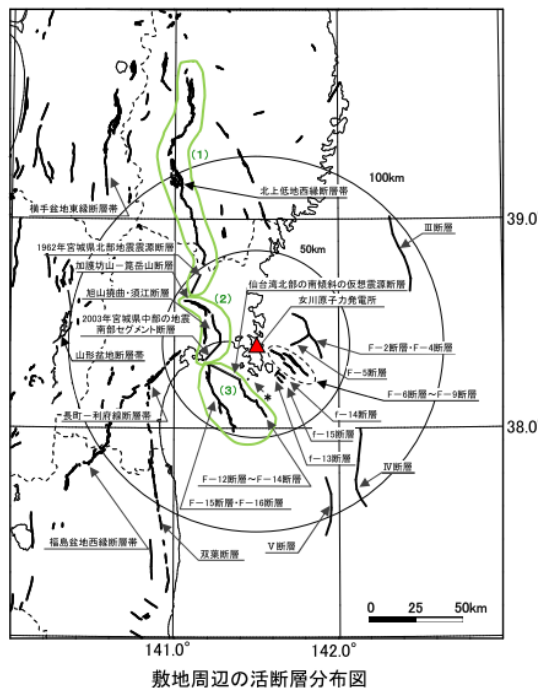 (1)
100km
北上低地西縁断層帯
横手盆地東縁断層帯
39.0
Ⅲ断層
50km
1962年宮城県北部地震震源断層
加護坊山－箟岳山断層
仙台湾北部の南傾斜の仮想震源断層
旭山撓曲・須江断層
(2)
女川原子力発電所
2003年宮城県中部の地震
南部セグメント断層
F－2断層・F－4断層
山形盆地断層帯
F－5断層
(3)
*
F－6断層～F－9断層
長町－利府線断層帯
f－14断層
f－15断層
38.0
f－13断層
F－12断層～F－14断層
Ⅳ断層
F－15断層・F－16断層
Ⅴ断層
福島盆地西縁断層帯
双葉断層
0 25 50km
141.0° 142.0°
敷地周辺の活断層分布図